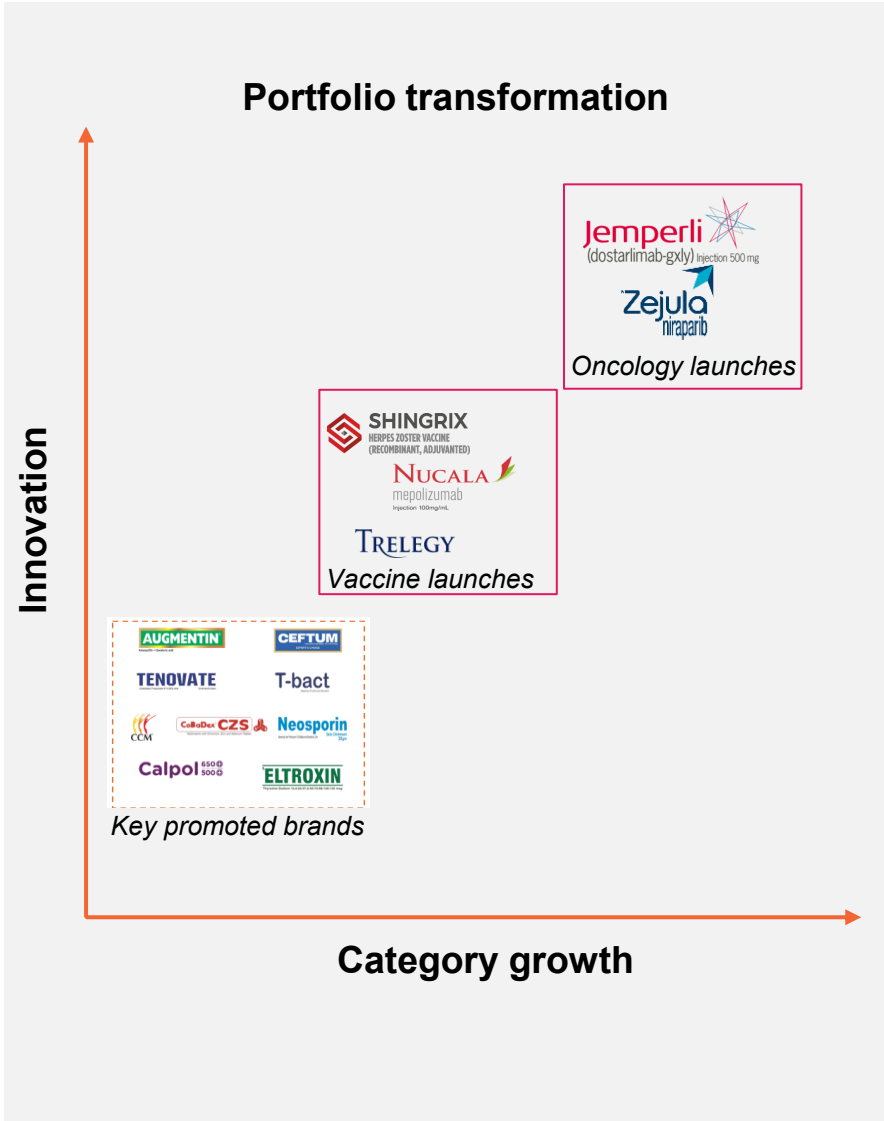 Portfolio transformation
Innovation
Jemperli
(dostarlimab-gxly) Injection 500 mg
Zejula
niraparib
Oncology launches
SHINGRIX
HERPES ZOSTER VACCINE
(RECOMBINANT, ADJUVANTED)
NUCALA
mepolizumab
Injection 100mg/mL
TRELEGY
Vaccine launches
AUGMENTIN
CEFTUM
TENOVATE
T-bact
CCM
CoBaDex CZS
Neosporin
Calpol 650
500
ELTROXIN
Key promoted brands
Category growth